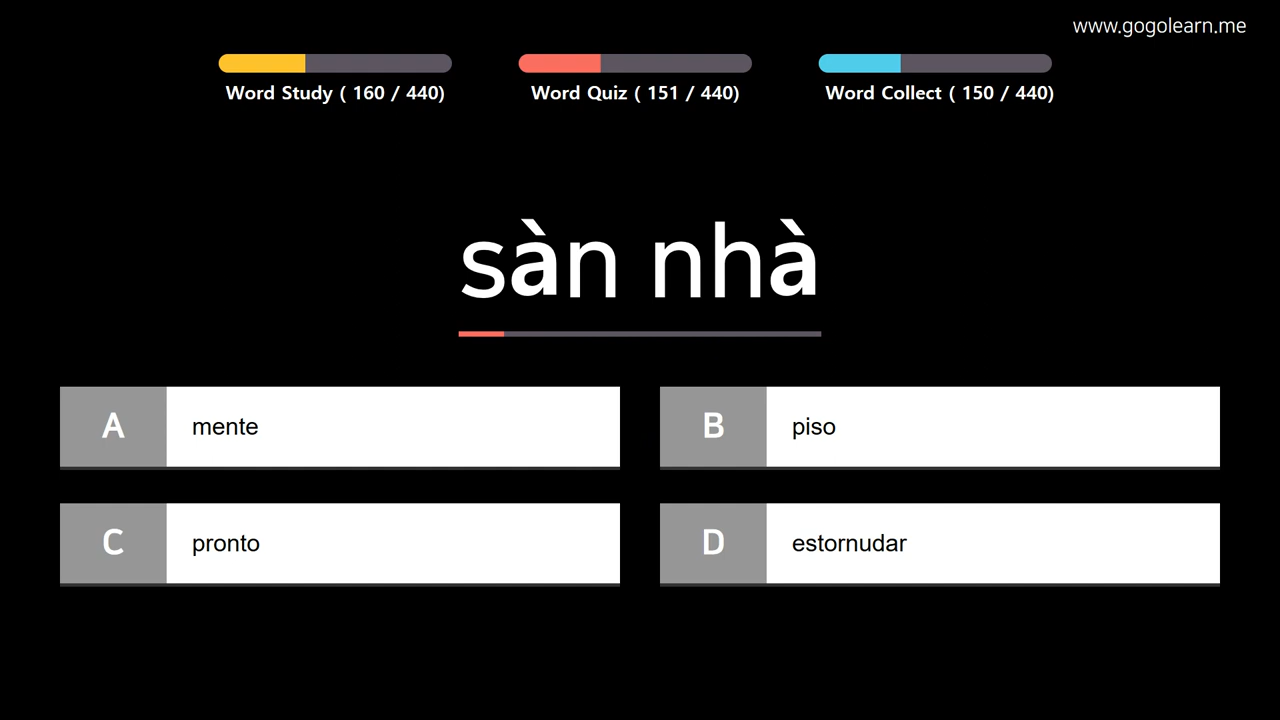 www.gogolearn.me
Word Study ( 160 / 440)
Word Quiz ( 151 / 440)
Word Collect ( 150 / 440)
sàn nhà
A mente
B piso
C pronto
D estornudar